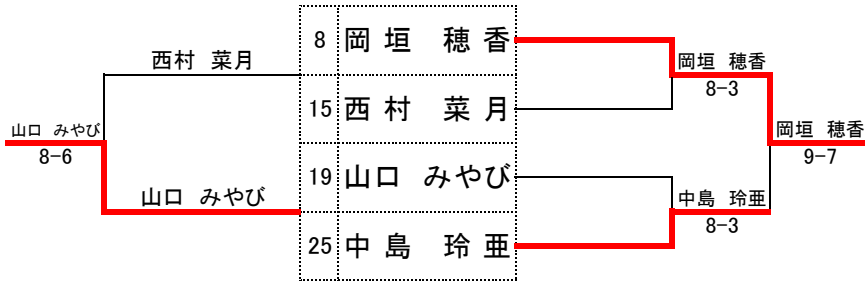 西村 菜月
山口 みやび
8-6
山口 みやび
8 岡垣 穂香
15 西村 菜月
19 山口 みやび
25 中島 玲亜
岡垣 穂香
8-3
中島 玲亜
8-3
岡垣 穂香
9-7